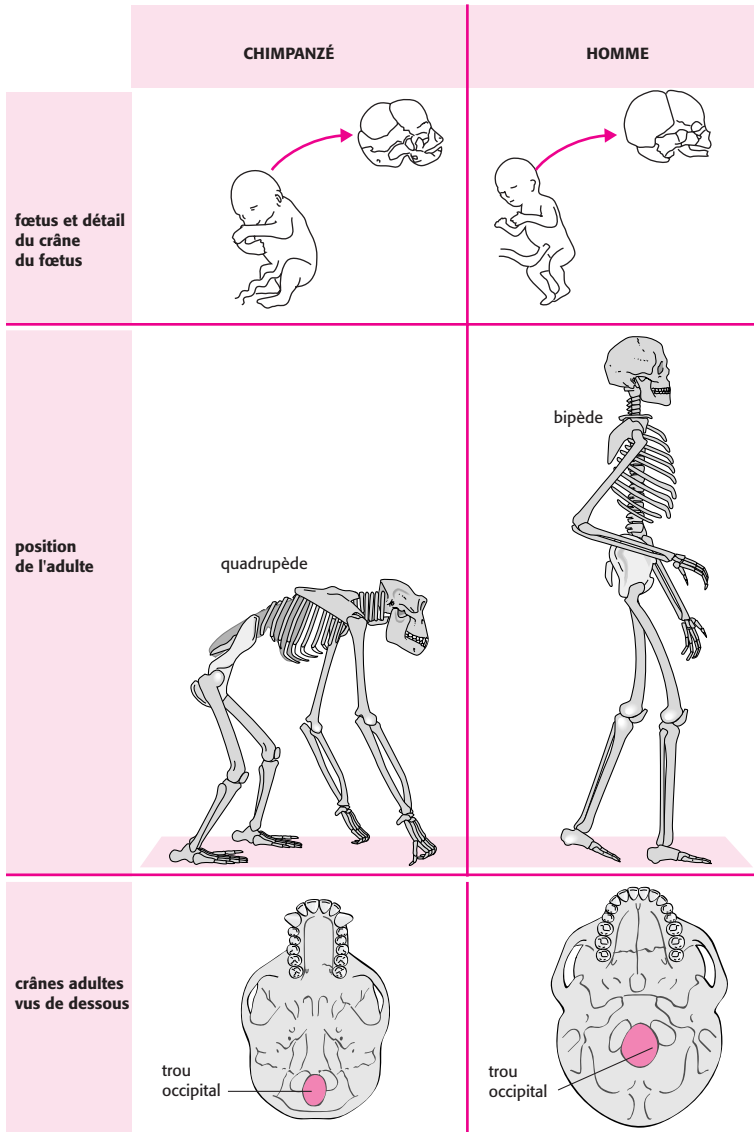 CHIMPANZÉ
HOMME
fœtus et détail
du crâne
du fœtus
position
de l'adulte
quadrupède
bipède
crânes adultes
vus de dessous
trou
occipital
trou
occipital